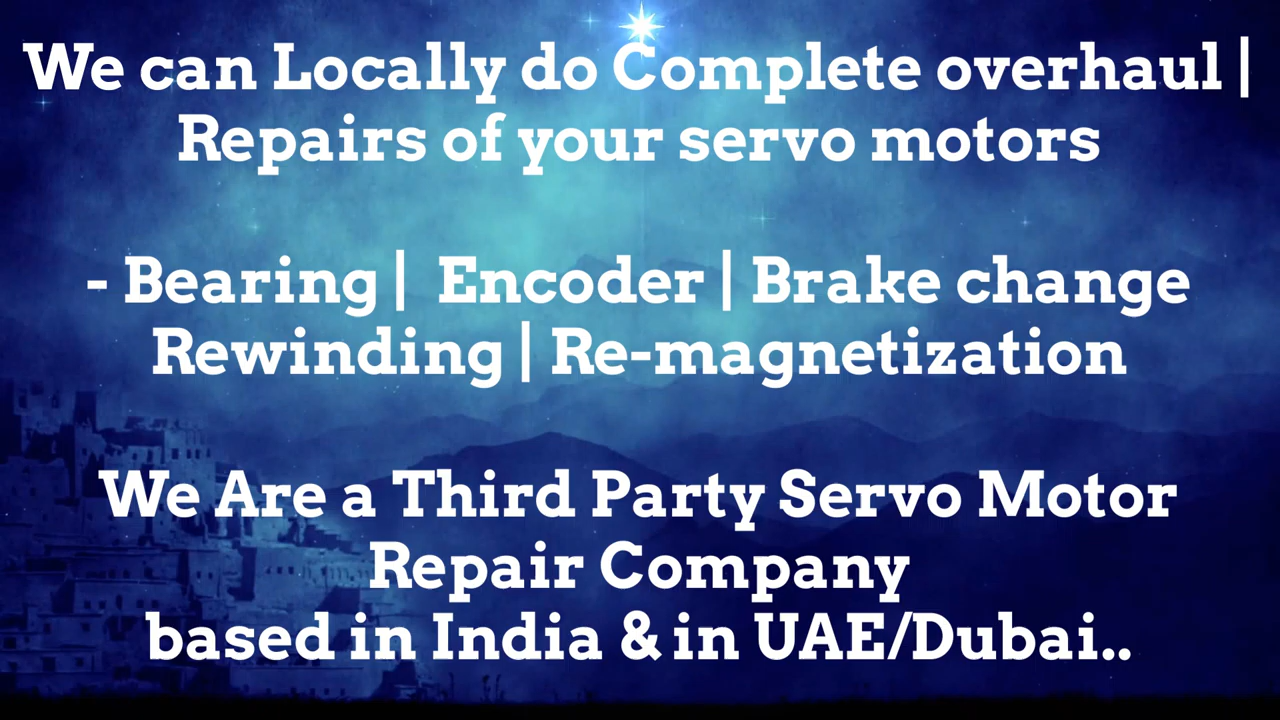 We can Locally do Complete overhaul |
Repairs of your servo motors
- Bearing | Encoder | Brake change
Rewinding | Re-magnetization
We Are a Third Party Servo Motor
Repair Company
based in India & in UAE/Dubai..